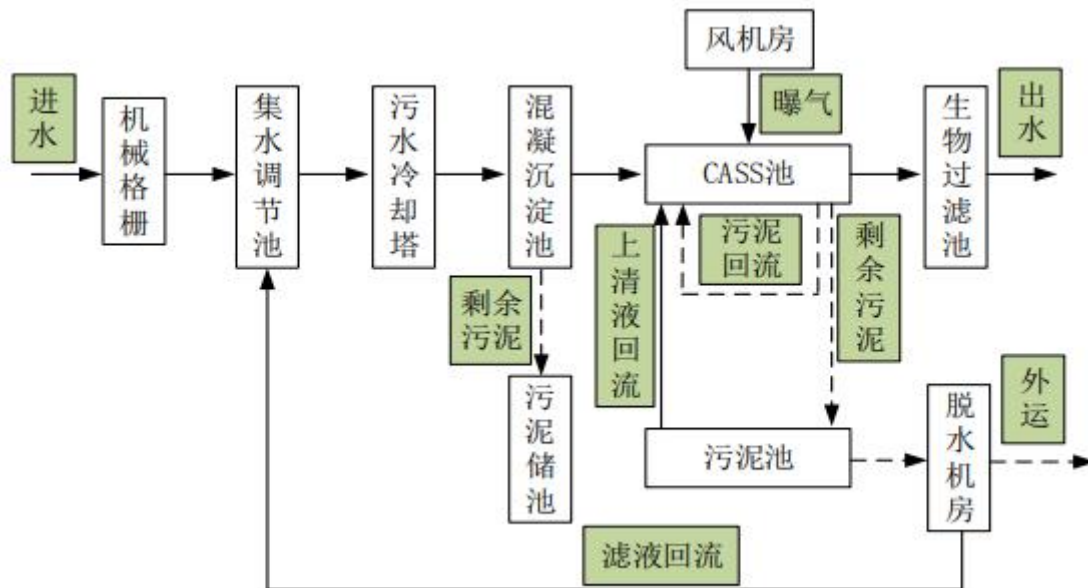 风机房
进水
曝气
出水
机械格栅
集水调节池
污水冷却塔
混凝沉淀池
CASS池
生物过滤池
上清液回流
污泥
回流
剩余污泥
剩余
污泥
污泥储池
污泥池
脱水机房
外运
滤液回流